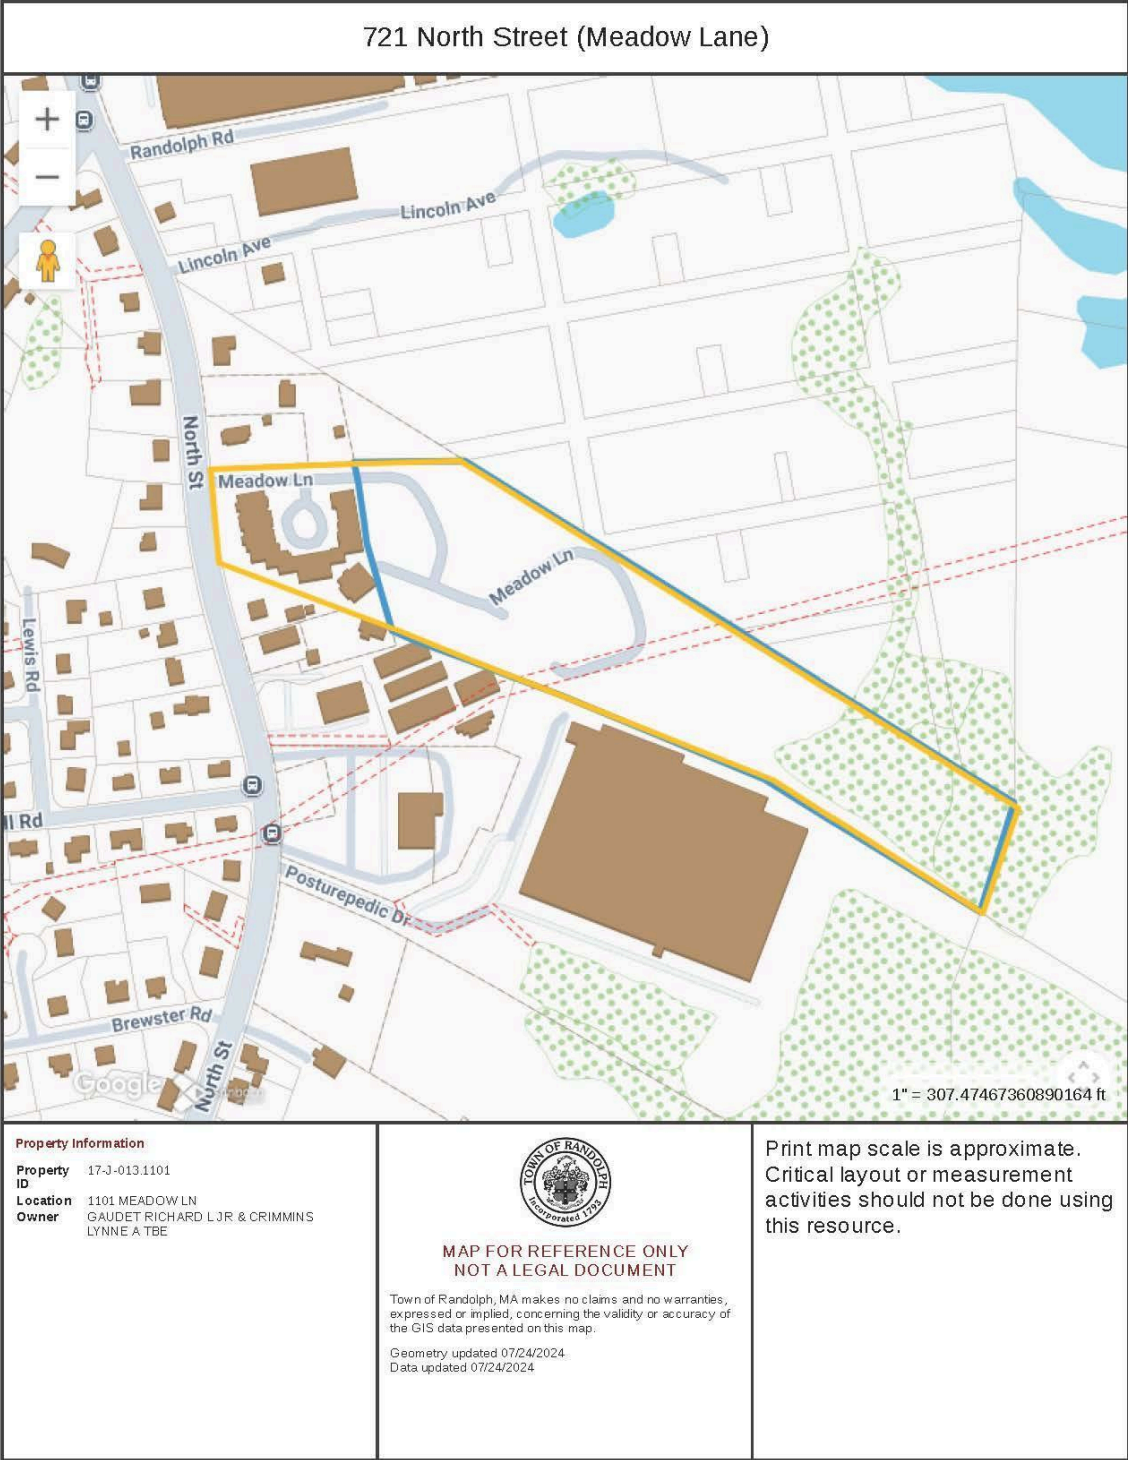 721 North Street (Meadow Lane)
+
−
Randolph Rd
Lincoln Ave
Lincoln Ave
North St
Meadow Ln
Meadow Ln
Lewis Rd
ll Rd
Posturepedic Dr
Brewster Rd
North St
Google
1" = 307.47467360890164 ft
Property Information
Property ID 17-J-013.1101
Location 1101 MEADOW LN
Owner GAUDET RICHARD L JR & CRIMMINS
LYNNE A TBE
TOWN OF RANDOLPH
Incorporated 1793
MAP FOR REFERENCE ONLY
NOT A LEGAL DOCUMENT
Town of Randolph, MA makes no claims and no warranties,
expressed or implied, concerning the validity or accuracy of
the GIS data presented on this map.
Geometry updated 07/24/2024
Data updated 07/24/2024
Print map scale is approximate.
Critical layout or measurement
activities should not be done using
this resource.